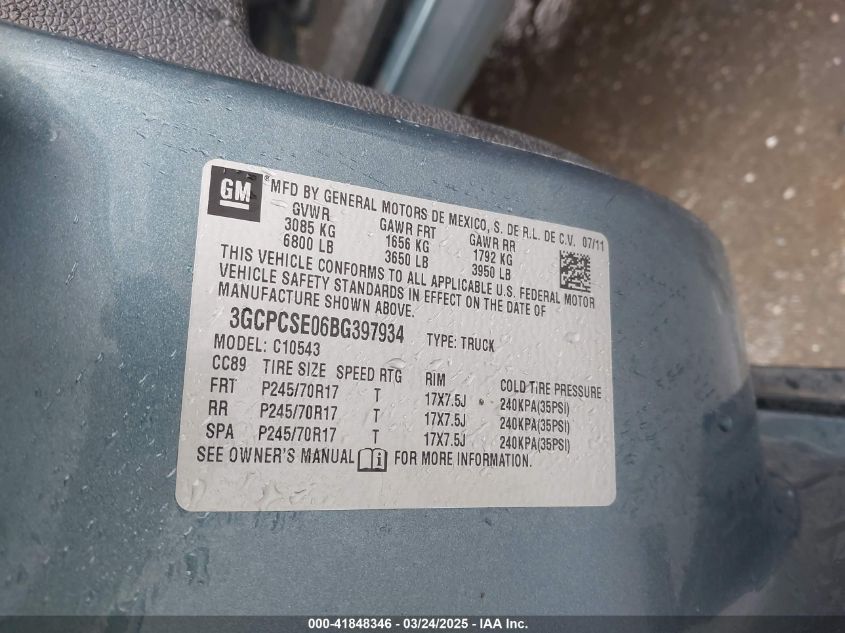 GM
® MFD BY GENERAL MOTORS DE MEXICO, S. DE R.L. DE C.V. 07/11
GVWR GAWR FRT GAWR RR
3085 KG 1656 KG 1792 KG
6800 LB 3650 LB 3950 LB
THIS VEHICLE CONFORMS TO ALL APPLICABLE U.S. FEDERAL MOTOR
VEHICLE SAFETY STANDARDS IN EFFECT ON THE DATE OF
MANUFACTURE SHOWN ABOVE.
3GCPCSE06BG397934 TYPE: TRUCK
MODEL: C10543
CC89 TIRE SIZE SPEED RTG RIM COLD TIRE PRESSURE
FRT P245/70R17 T 17X7.5J 240KPA(35PSI)
RR P245/70R17 T 17X7.5J 240KPA(35PSI)
SPA P245/70R17 T 17X7.5J 240KPA(35PSI)
SEE OWNER'S MANUAL i FOR MORE INFORMATION.
000-41848346 - 03/24/2025 - IAA Inc.